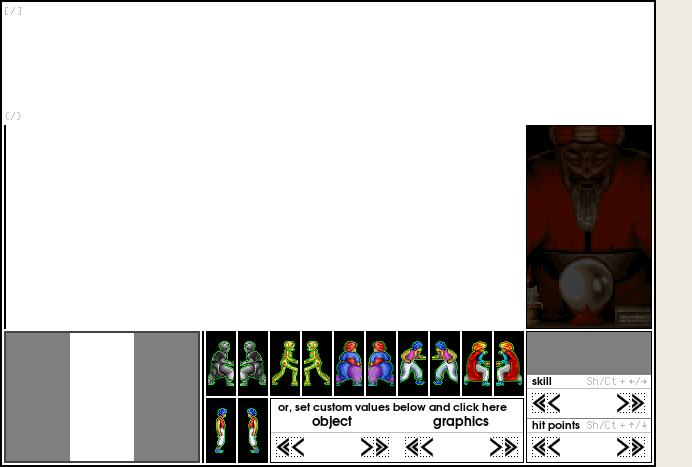 [/]
(/)
or, set custom values below and click here
object graphics
skill Sh/Ct + ←/→
hit points Sh/Ct + ↑/↓